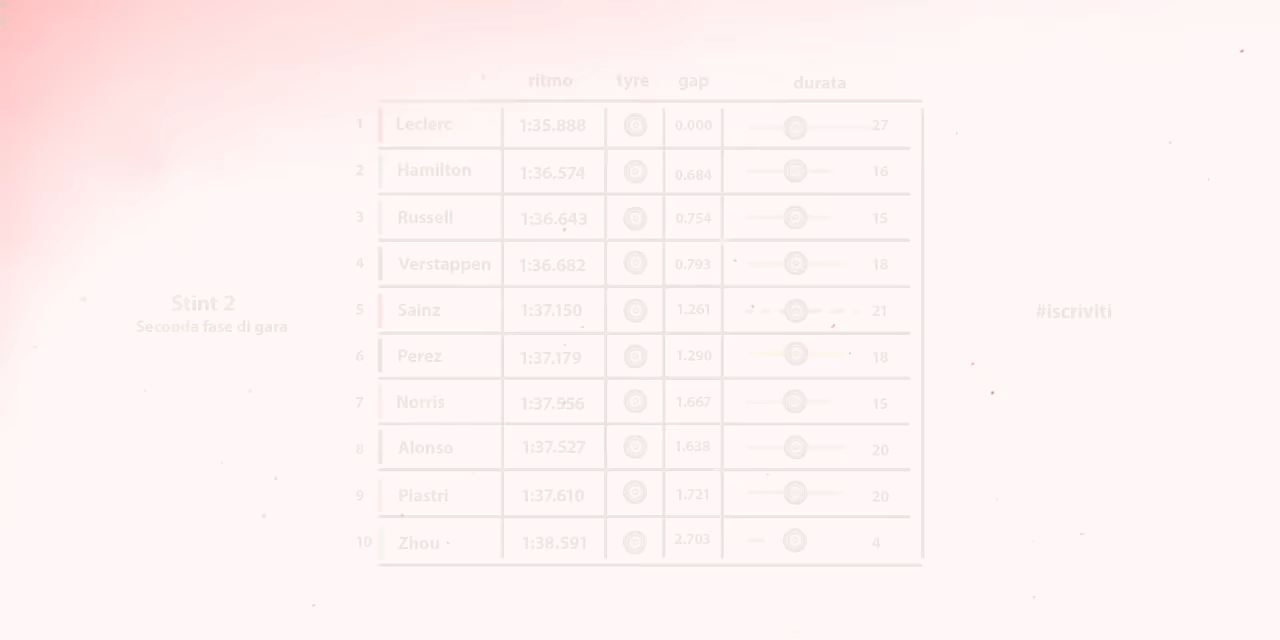 ritmo tyre gap durata
1 Leclerc 1:35.888 0.000 27
2 Hamilton 1:36.574 0.684 16
3 Russell 1:36.643 0.754 15
4 Verstappen 1:36.682 0.793 18
Stint 2
Seconda fase di gara
5 Sainz 1:37.150 1.261 21
#iscriviti
6 Perez 1:37.179 1.290 18
7 Norris 1:37.556 1.667 15
8 Alonso 1:37.527 1.638 20
9 Piastri 1:37.610 1.721 20
10 Zhou 1:38.591 2.703 4